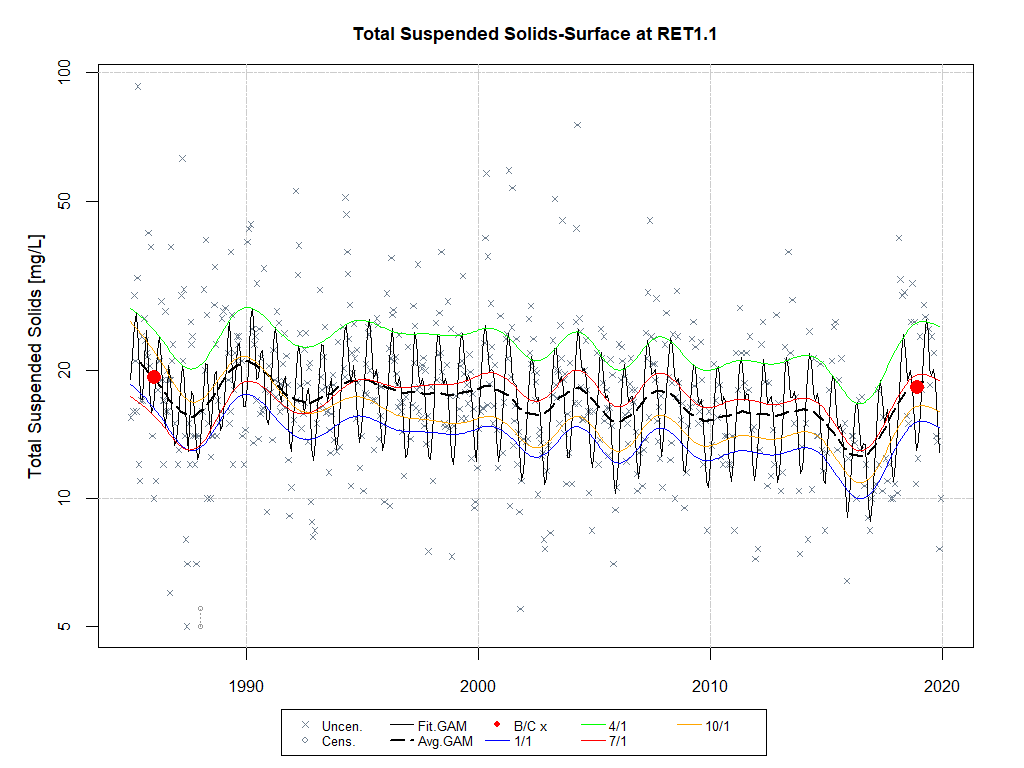 Total Suspended Solids-Surface at RET1.1
Total Suspended Solids [mg/L]
100
50
20
10
5
1990
2000
2010
2020
Uncen.
Fit.GAM
B/C x
4/1
10/1
Cens.
Avg.GAM
1/1
7/1